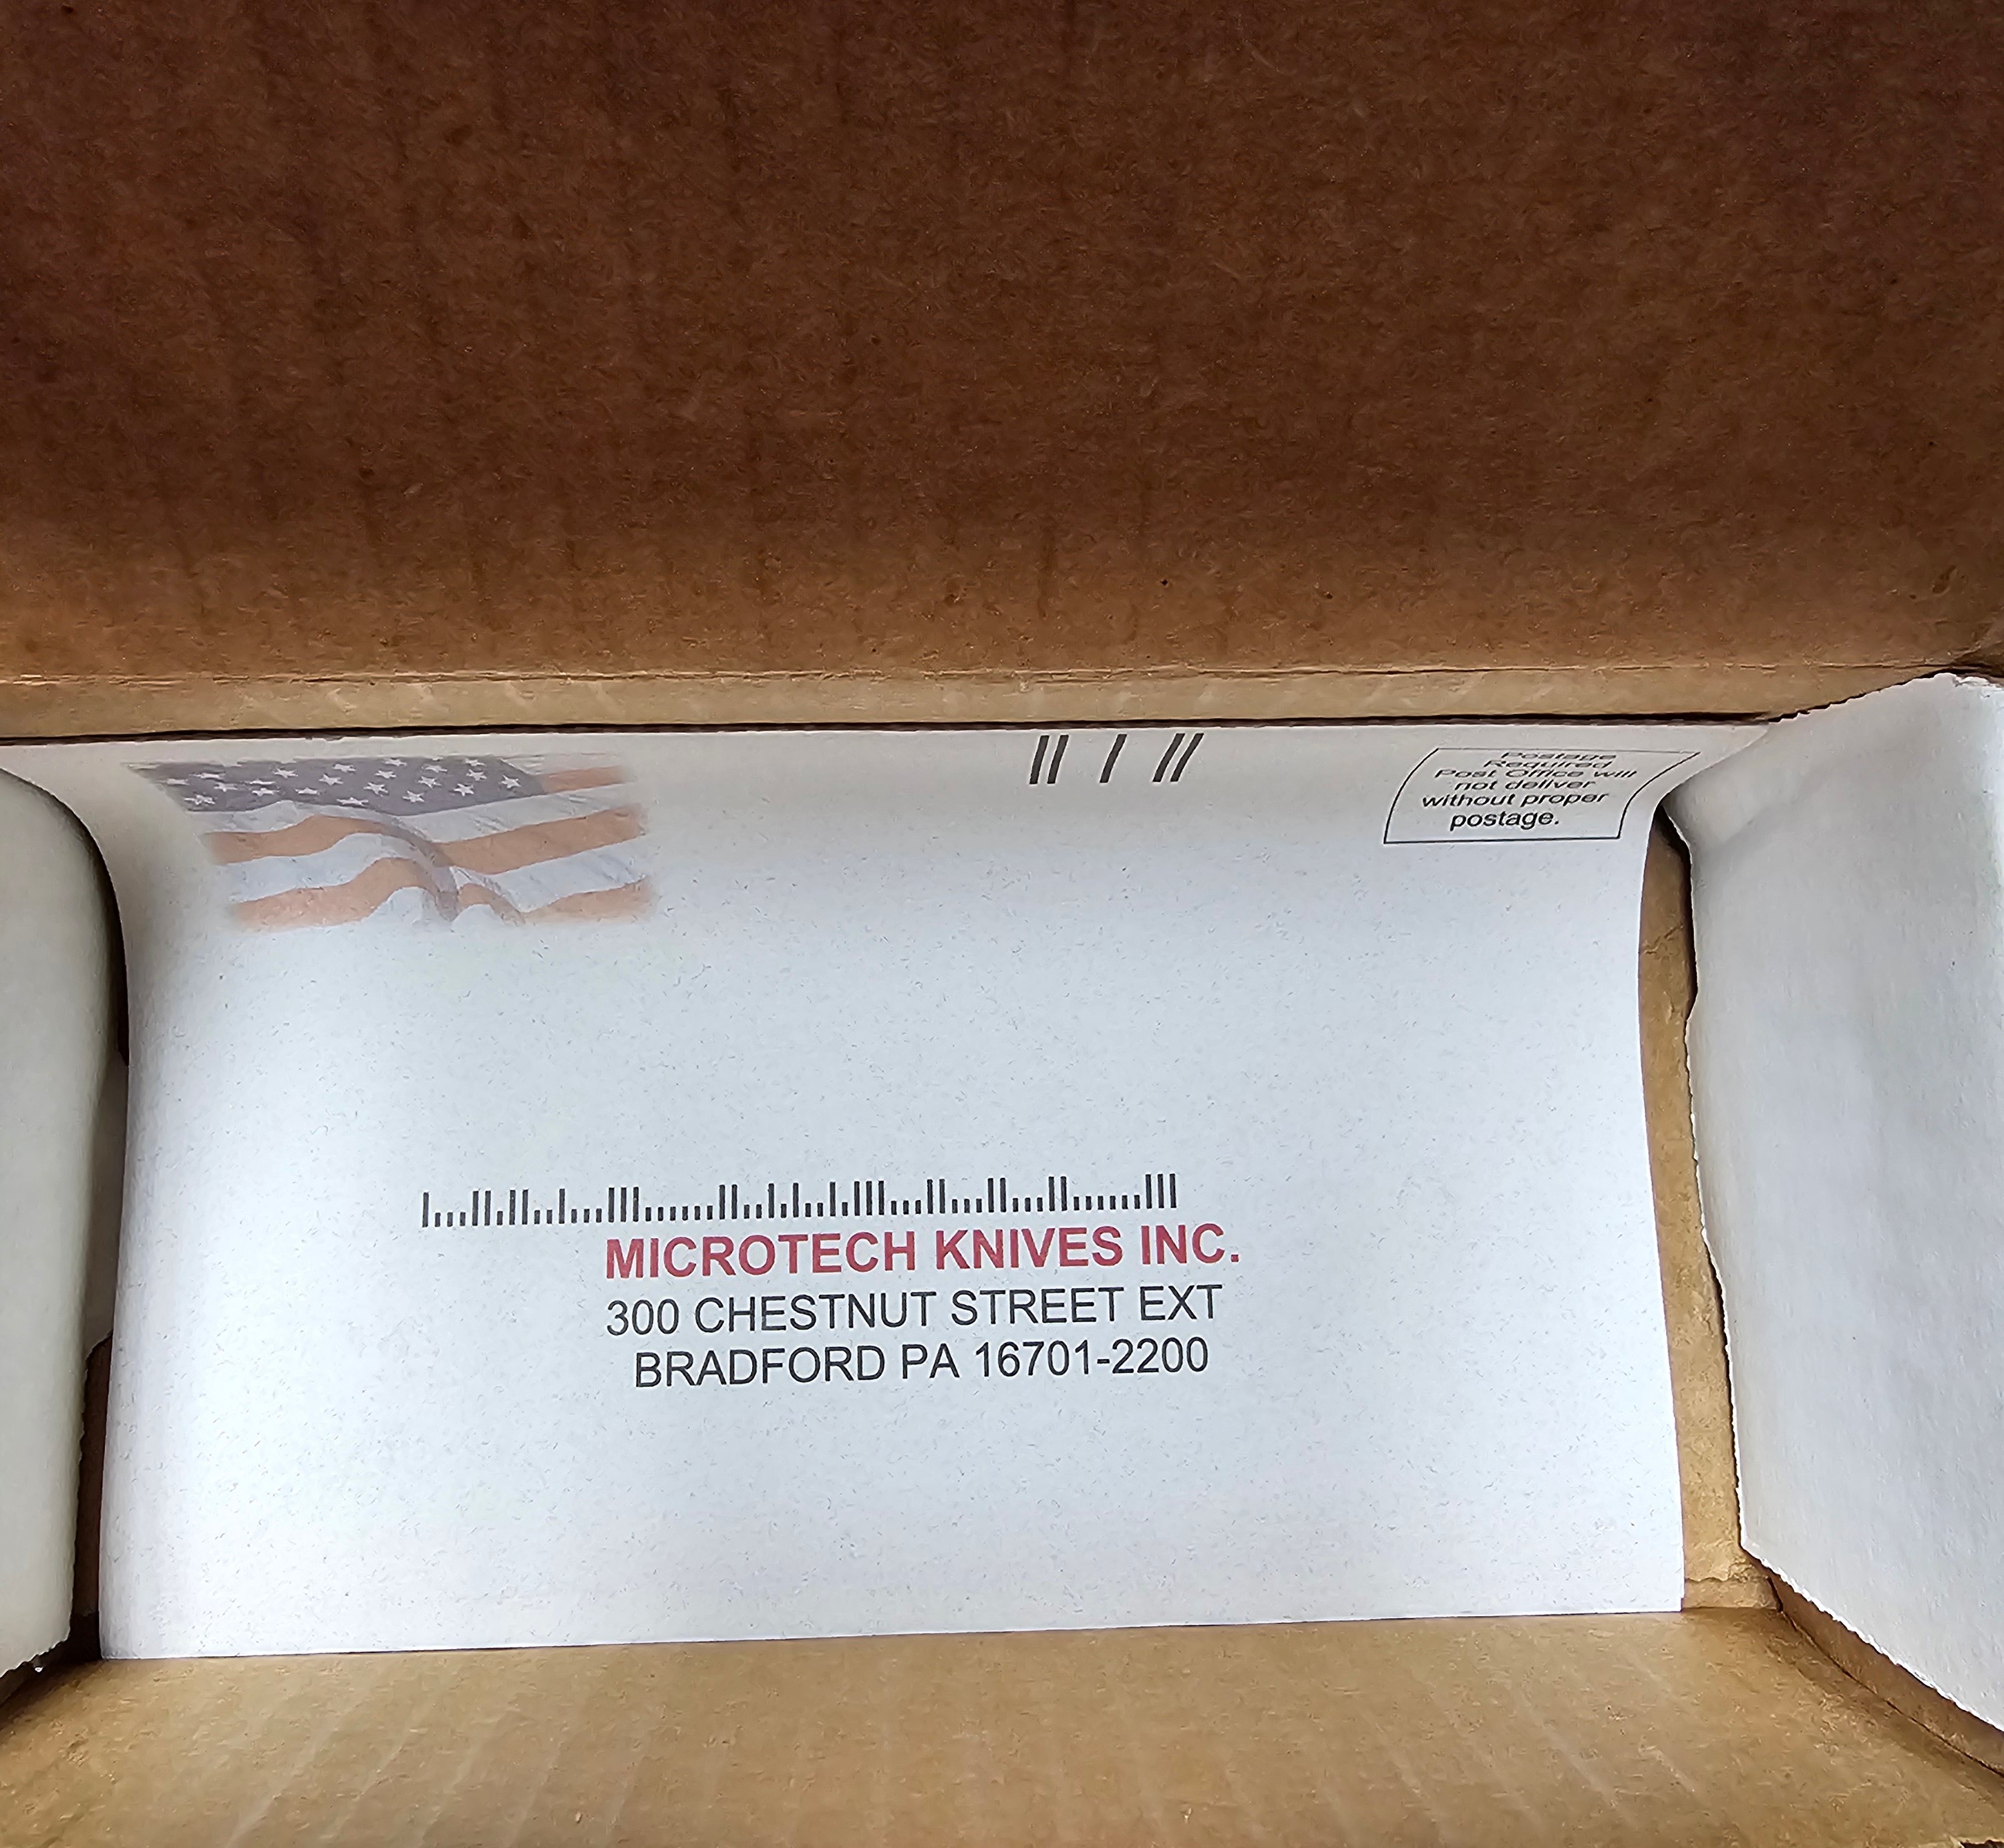 Postage
Required
Post Office will
not deliver
without proper
postage.
MICROTECH KNIVES INC.
300 CHESTNUT STREET EXT
BRADFORD PA 16701-2200